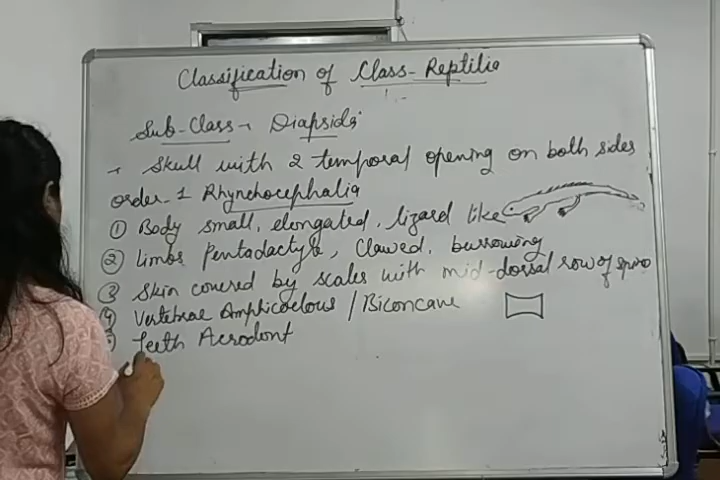 Classification of Class-Reptilia
Sub-Class → Diapsida
→ Skull with 2 temporal opening on both sides
order-1 Rhynchocephalia
① Body small, elongated, lizard like
② limbs Pentadactyle, Clawed, burrowing
③ Skin covered by scales with mid-dorsal row of spine
④ Vertebrae Amphicoelous / Biconcave
Teeth Acrodont